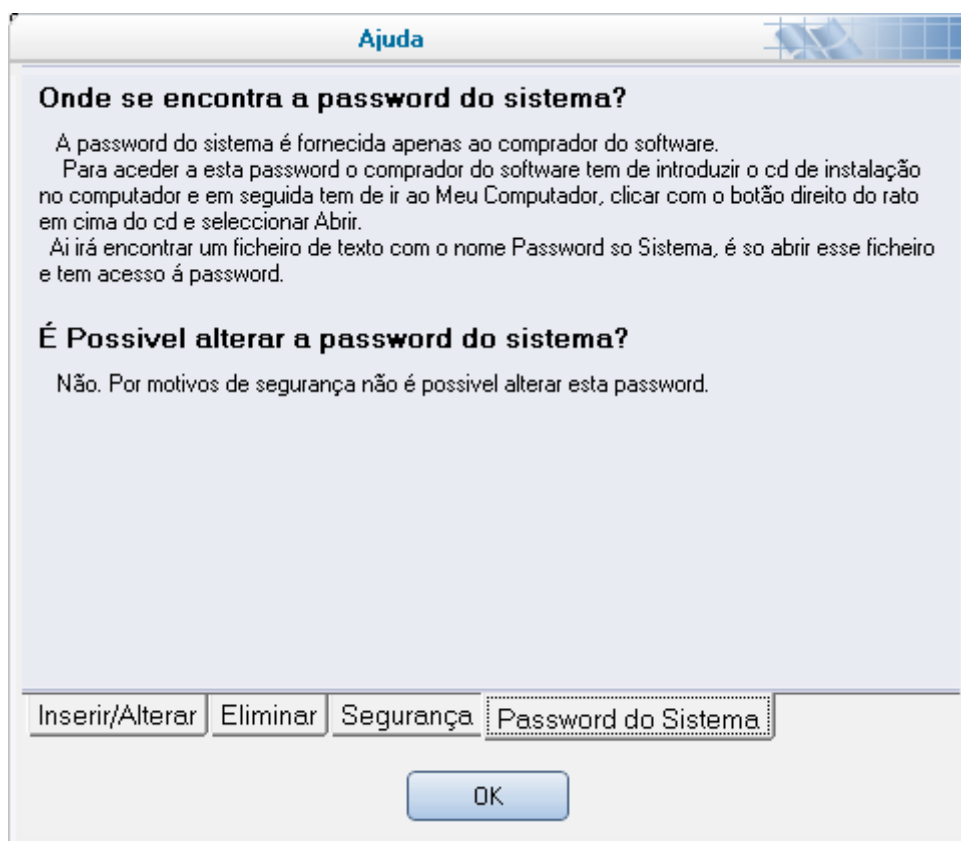 Ajuda
Onde se encontra a password do sistema?
A password do sistema é fornecida apenas ao comprador do software.
Para aceder a esta password o comprador do software tem de introduzir o cd de instalação
no computador e em seguida tem de ir ao Meu Computador, clicar com o botão direito do rato
em cima do cd e seleccionar Abrir.
Ai irá encontrar um ficheiro de texto com o nome Password so Sistema, é so abrir esse ficheiro
e tem acesso á password.
É Possivel alterar a password do sistema?
Não. Por motivos de segurança não é possivel alterar esta password.
Inserir/Alterar Eliminar Segurança Password do Sistema
OK